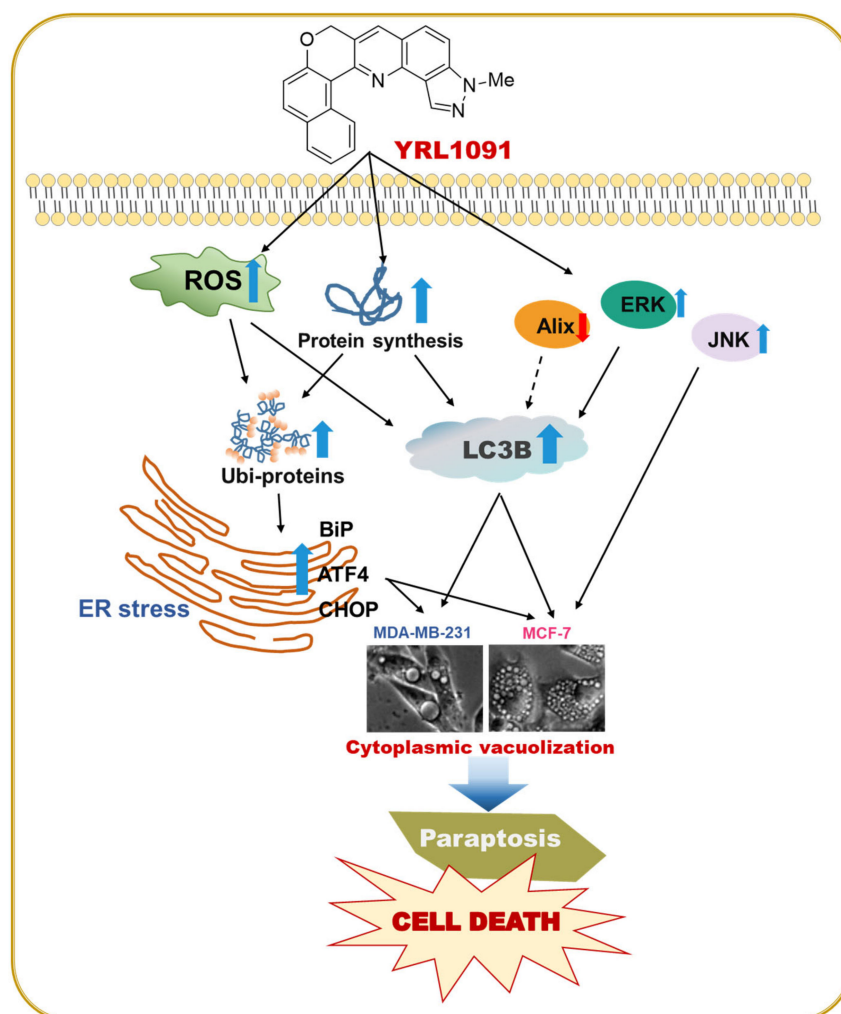 O
N
N
N
Me
YRL1091
ROS
Protein synthesis
Alix
ERK
JNK
Ubi-proteins
LC3B
BiP
ATF4
CHOP
ER stress
MDA-MB-231
MCF-7
Cytoplasmic vacuolization
Paraptosis
CELL DEATH